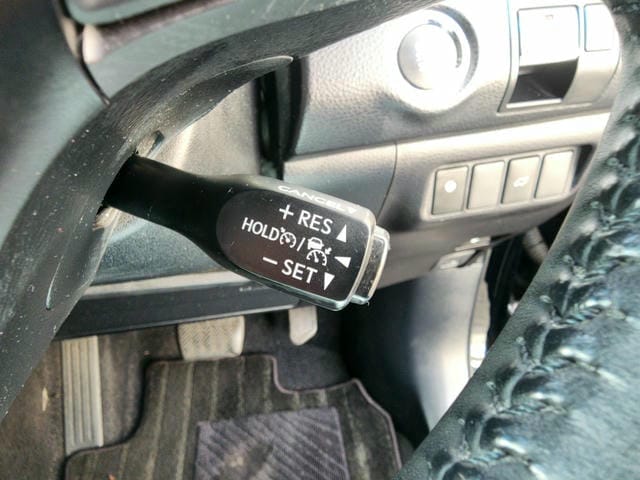 CANCEL
+ RES
HOLD /
− SET